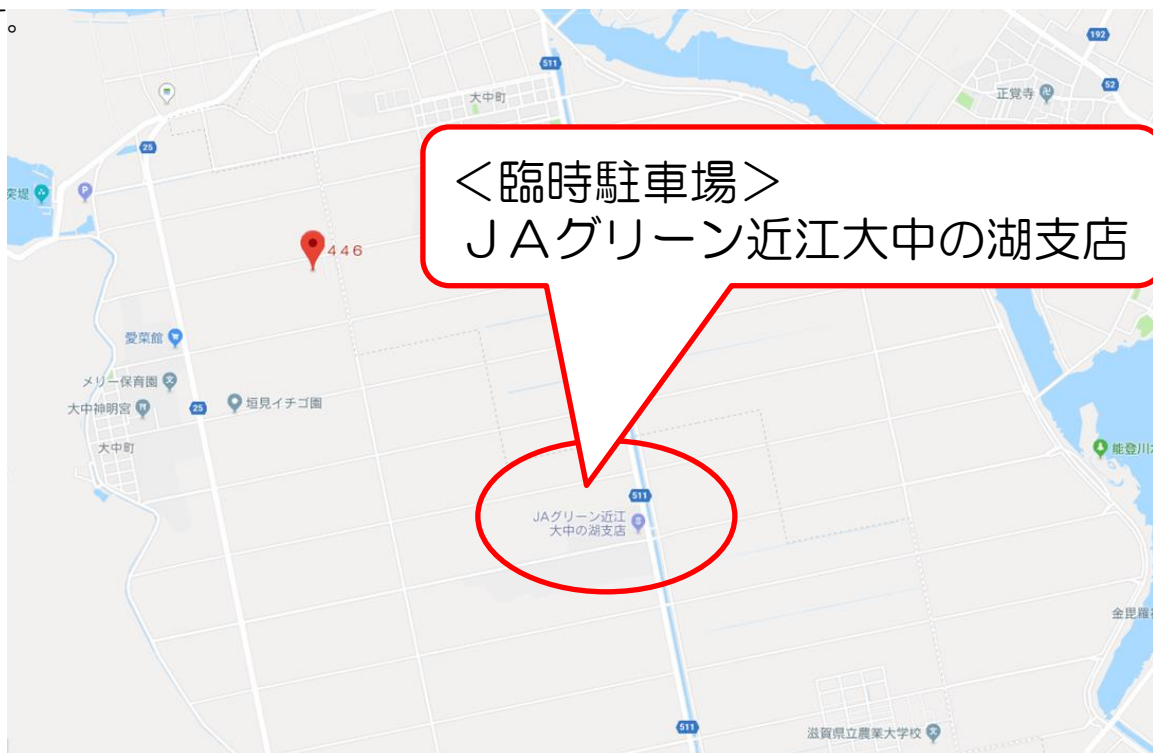 。
192
511
52
大中町
正覚寺
25
＜臨時駐車場＞
ＪＡグリーン近江大中の湖支店
突堤
P
４４６
愛菜館
メリー保育園
大中神明宮
25
垣見イチゴ園
大中町
能登川水
511
JAグリーン近江
大中の湖支店
金毘羅神
511
滋賀県立農業大学校